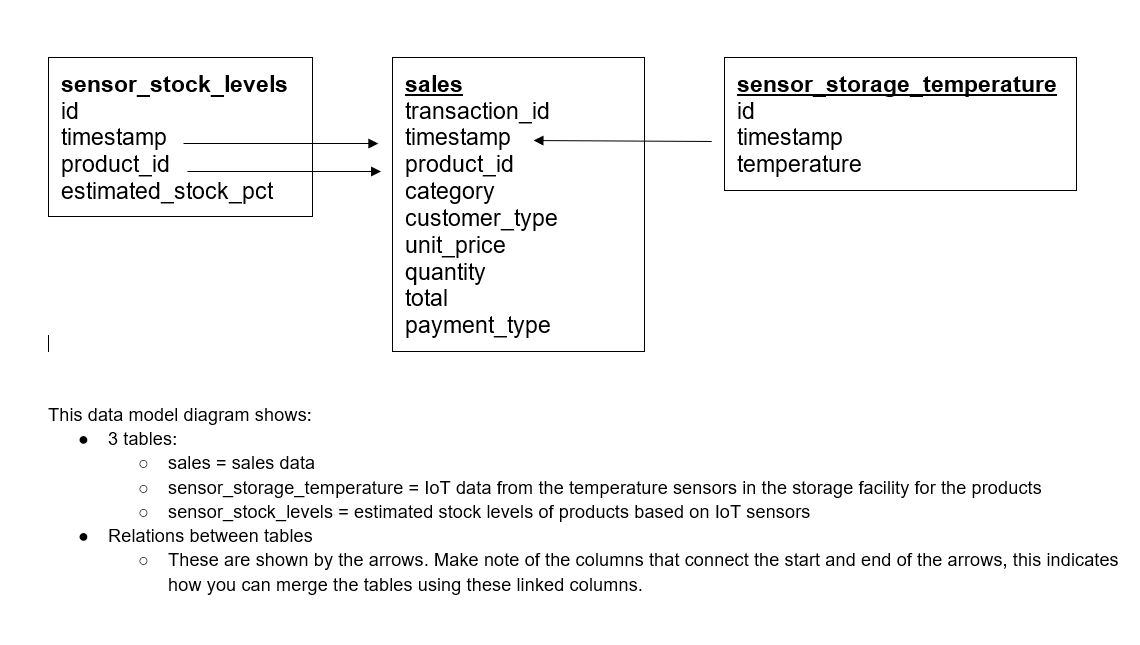 sensor_stock_levels
id
timestamp
product_id
estimated_stock_pct
sales
transaction_id
timestamp
product_id
category
customer_type
unit_price
quantity
total
payment_type
sensor_storage_temperature
id
timestamp
temperature
This data model diagram shows:
● 3 tables:
○ sales = sales data
○ sensor_storage_temperature = IoT data from the temperature sensors in the storage facility for the products
○ sensor_stock_levels = estimated stock levels of products based on IoT sensors
● Relations between tables
○ These are shown by the arrows. Make note of the columns that connect the start and end of the arrows, this indicates
how you can merge the tables using these linked columns.